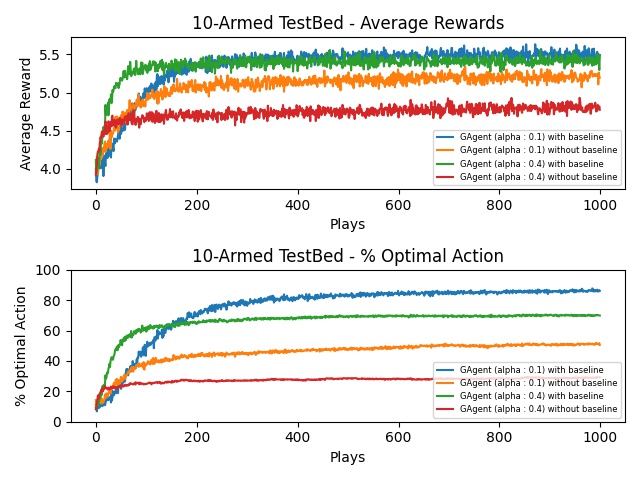 10-Armed TestBed - Average Rewards
Average Reward
5.5
5.0
4.5
4.0
GAgent (alpha : 0.1) with baseline
GAgent (alpha : 0.1) without baseline
GAgent (alpha : 0.4) with baseline
GAgent (alpha : 0.4) without baseline
0 200 400 600 800 1000
Plays
10-Armed TestBed - % Optimal Action
% Optimal Action
100
80
60
40
20
0
GAgent (alpha : 0.1) with baseline
GAgent (alpha : 0.1) without baseline
GAgent (alpha : 0.4) with baseline
GAgent (alpha : 0.4) without baseline
0 200 400 600 800 1000
Plays